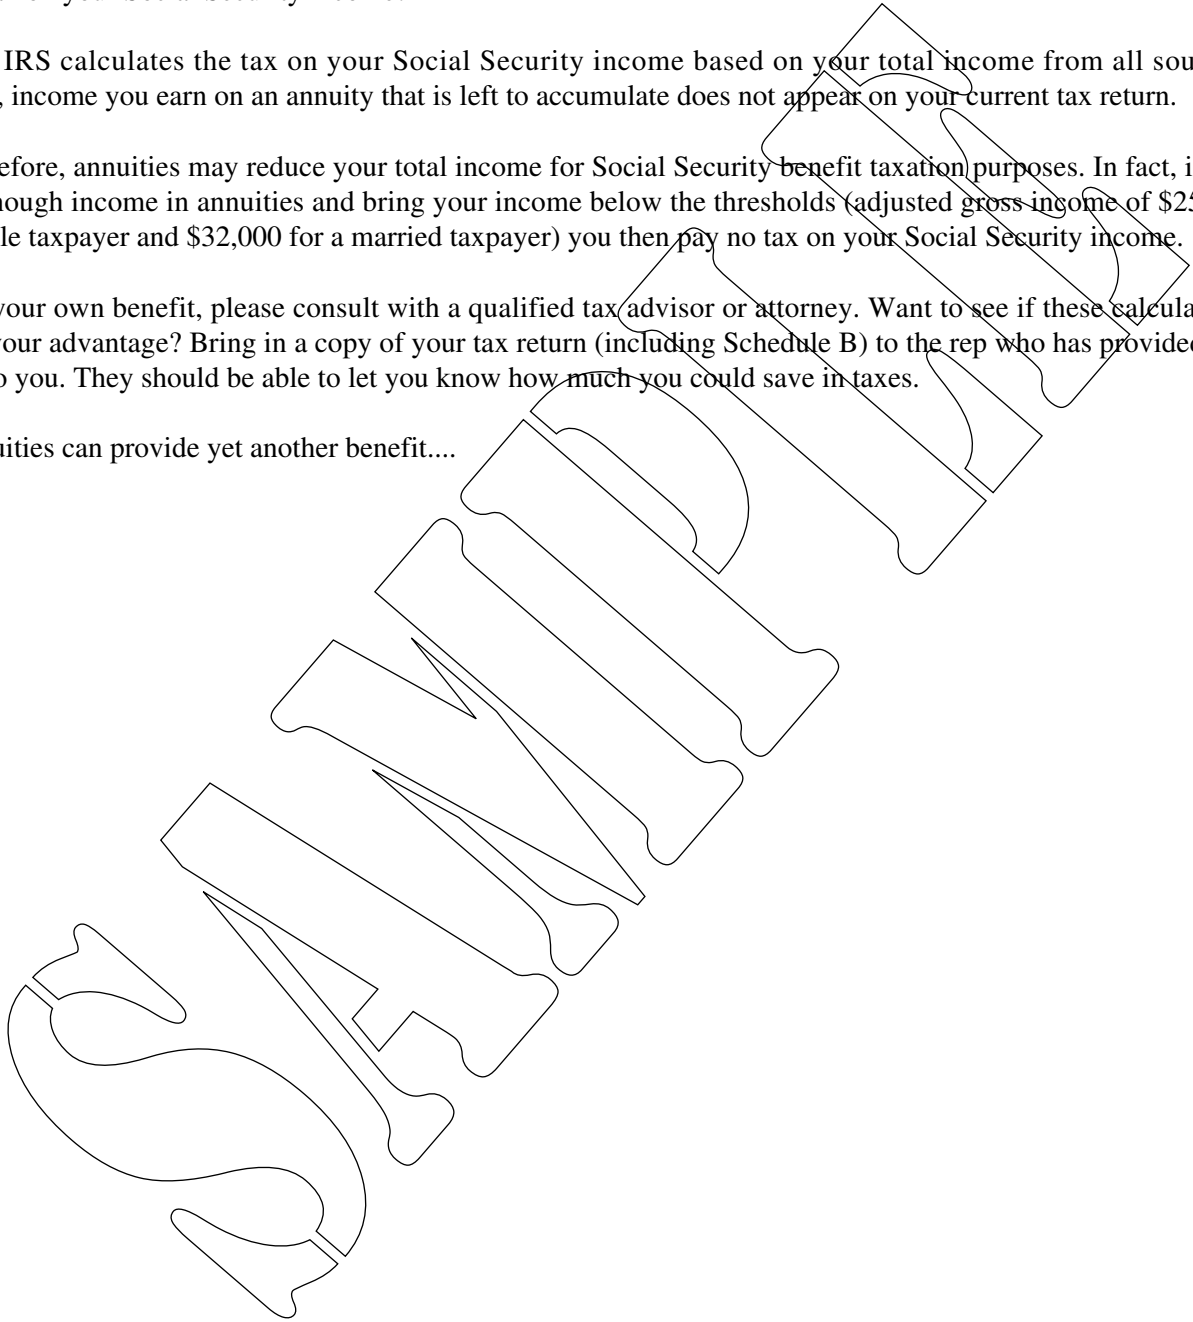 your Social Security income.
IRS calculates the tax on your Social Security income based on your total income from all
, income you earn on an annuity that is left to accumulate does not appear on your current tax return.
efore, annuities may reduce your total income for Social Security benefit taxation purposes. In fact,
ough income in annuities and bring your income below the thresholds (adjusted gross income of $25
le taxpayer and $32,000 for a married taxpayer) you then pay no tax on your Social Security income.
your own benefit, please consult with a qualified tax advisor or attorney. Want to see if these calcula
your advantage? Bring in a copy of your tax return (including Schedule B) to the rep who has provided
o you. They should be able to let you know how much you could save in taxes.
uities can provide yet another benefit....
SAMPLE